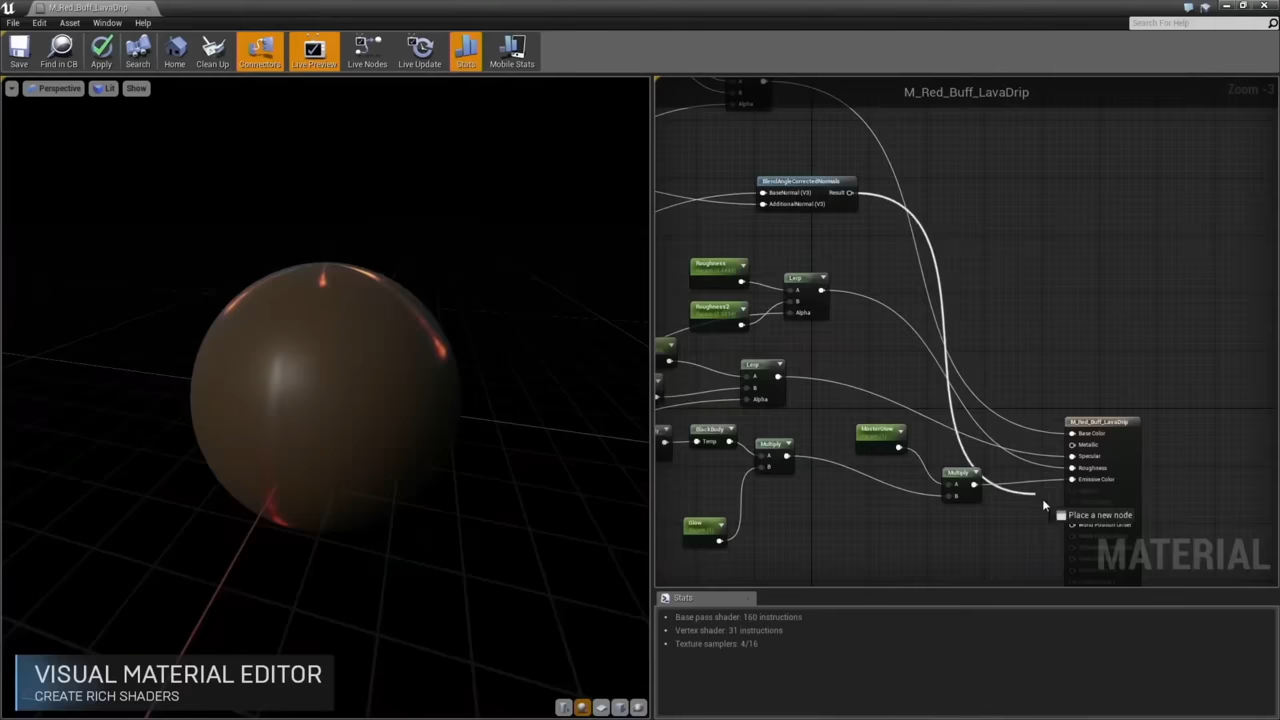 M_Red_Buff_LavaDrip
File Edit Asset Window Help
Search For Help
Save Find in CB Apply Search Home Clean Up Connectors Live Preview Live Nodes Live Update Stats Mobile Stats
Perspective Lit Show
M_Red_Buff_LavaDrip
Zoom -3
A
B
Alpha
BlendAngleCorrectedNormals
BaseNormal (V3) Result
AdditionalNormal (V3)
Roughness
Lerp
A
B
Alpha
Roughness2
Lerp
A
B
Alpha
M_Red_Buff_LavaDrip
Base Color
Metallic
Specular
Roughness
Emissive Color
BlackBody
Temp
Multiply
A
B
MasterGlow
Multiply
A
B
Glow
Place a new node
MATERIAL
Stats
Base pass shader: 160 instructions
Vertex shader: 31 instructions
Texture samplers: 4/16
VISUAL MATERIAL EDITOR
CREATE RICH SHADERS